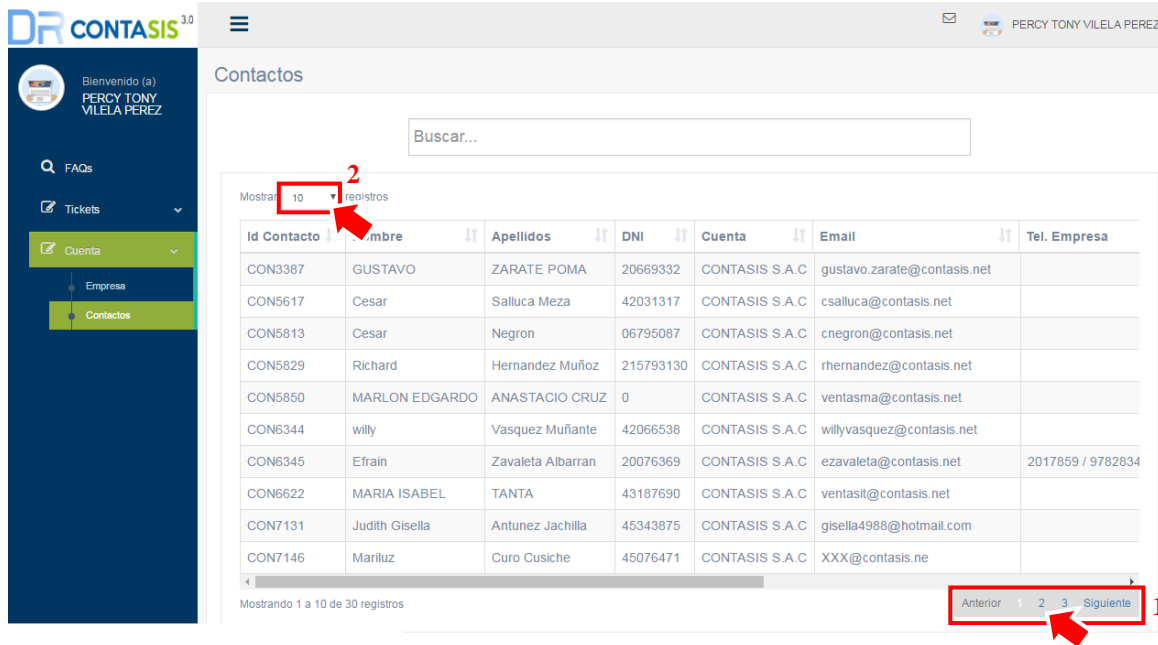 DR CONTASIS 3.0
PERCY TONY VILELA PEREZ
Bienvenido (a)
PERCY TONY
VILELA PEREZ
FAQs
Tickets
Cuenta
Empresa
Contactos
Contactos
Buscar...
2
Mostrar 10 registros
Id Contacto Nombre Apellidos DNI Cuenta Email Tel. Empresa
CON3387 GUSTAVO ZARATE POMA 20669332 CONTASIS S.A.C gustavo.zarate@contasis.net
CON5617 Cesar Salluca Meza 42031317 CONTASIS S.A.C csalluca@contasis.net
CON5813 Cesar Negron 06795087 CONTASIS S.A.C cnegron@contasis.net
CON5829 Richard Hernandez Muñoz 215793130 CONTASIS S.A.C rhernandez@contasis.net
CON5850 MARLON EDGARDO ANASTACIO CRUZ 0 CONTASIS S.A.C ventasma@contasis.net
CON6344 willy Vasquez Muñante 42066538 CONTASIS S.A.C willyvasquez@contasis.net
CON6345 Efrain Zavaleta Albarran 20076369 CONTASIS S.A.C ezavaleta@contasis.net 2017859 / 9782834
CON6622 MARIA ISABEL TANTA 43187690 CONTASIS S.A.C ventasit@contasis.net
CON7131 Judith Gisella Antunez Jachilla 45343875 CONTASIS S.A.C gisella4988@hotmail.com
CON7146 Mariluz Curo Cusiche 45076471 CONTASIS S.A.C XXX@contasis.ne
Mostrando 1 a 10 de 30 registros
Anterior 1 2 3 Siguiente
1